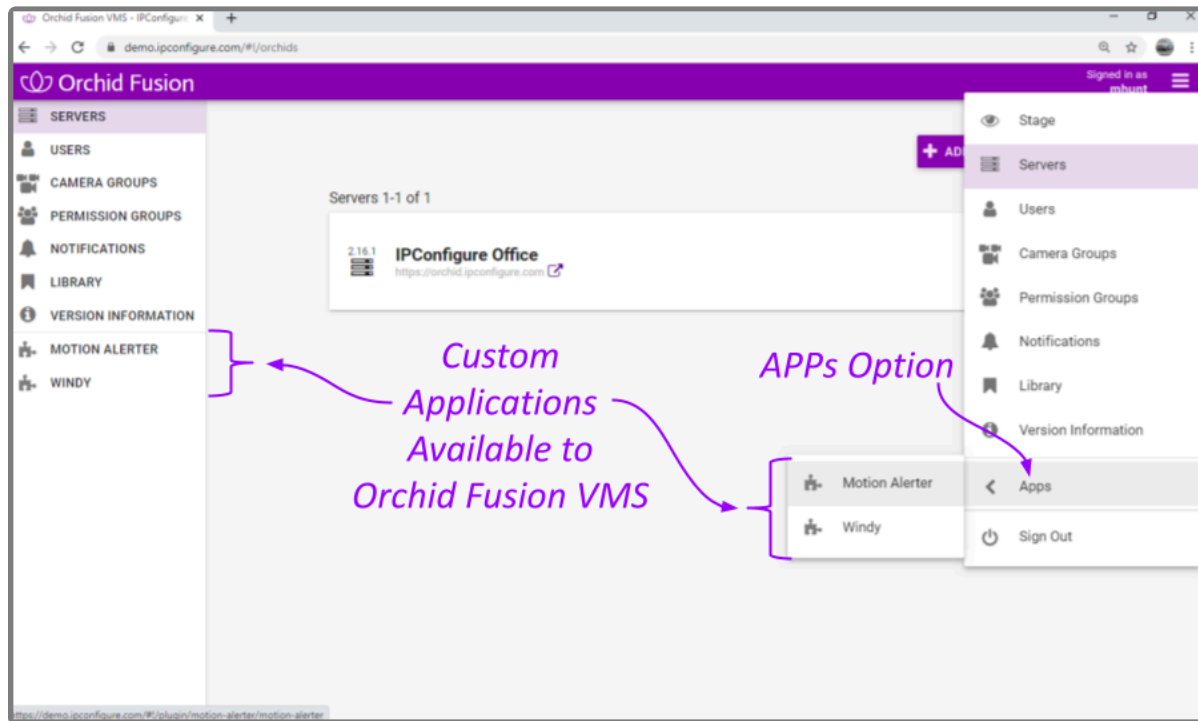 Orchid Fusion VMS - IPConfigure
demo.ipconfigure.com/#!/orchids
Orchid Fusion
Signed in as
mhunt
SERVERS
USERS
CAMERA GROUPS
PERMISSION GROUPS
NOTIFICATIONS
LIBRARY
VERSION INFORMATION
MOTION ALERTER
WINDY
+ AD
Servers 1-1 of 1
2.16.1
IPConfigure Office
https://orchid.ipconfigure.com
Custom
Applications
Available to
Orchid Fusion VMS
APPs Option
Stage
Servers
Users
Camera Groups
Permission Groups
Notifications
Library
Version Information
Apps
Sign Out
Motion Alerter
Windy
https://demo.ipconfigure.com/#!/plugin/motion-alerter/motion-alerter